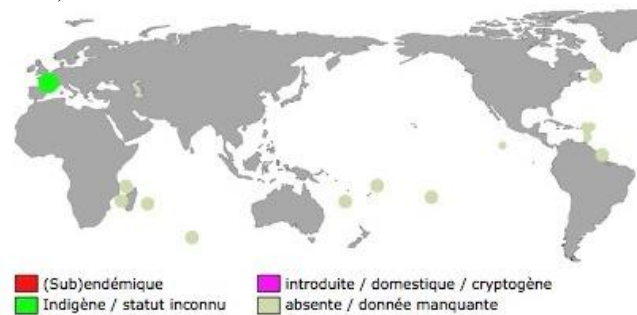 (Sub)endémique
introduite / domestique / cryptogène
Indigène / statut inconnu
absente / donnée manquante